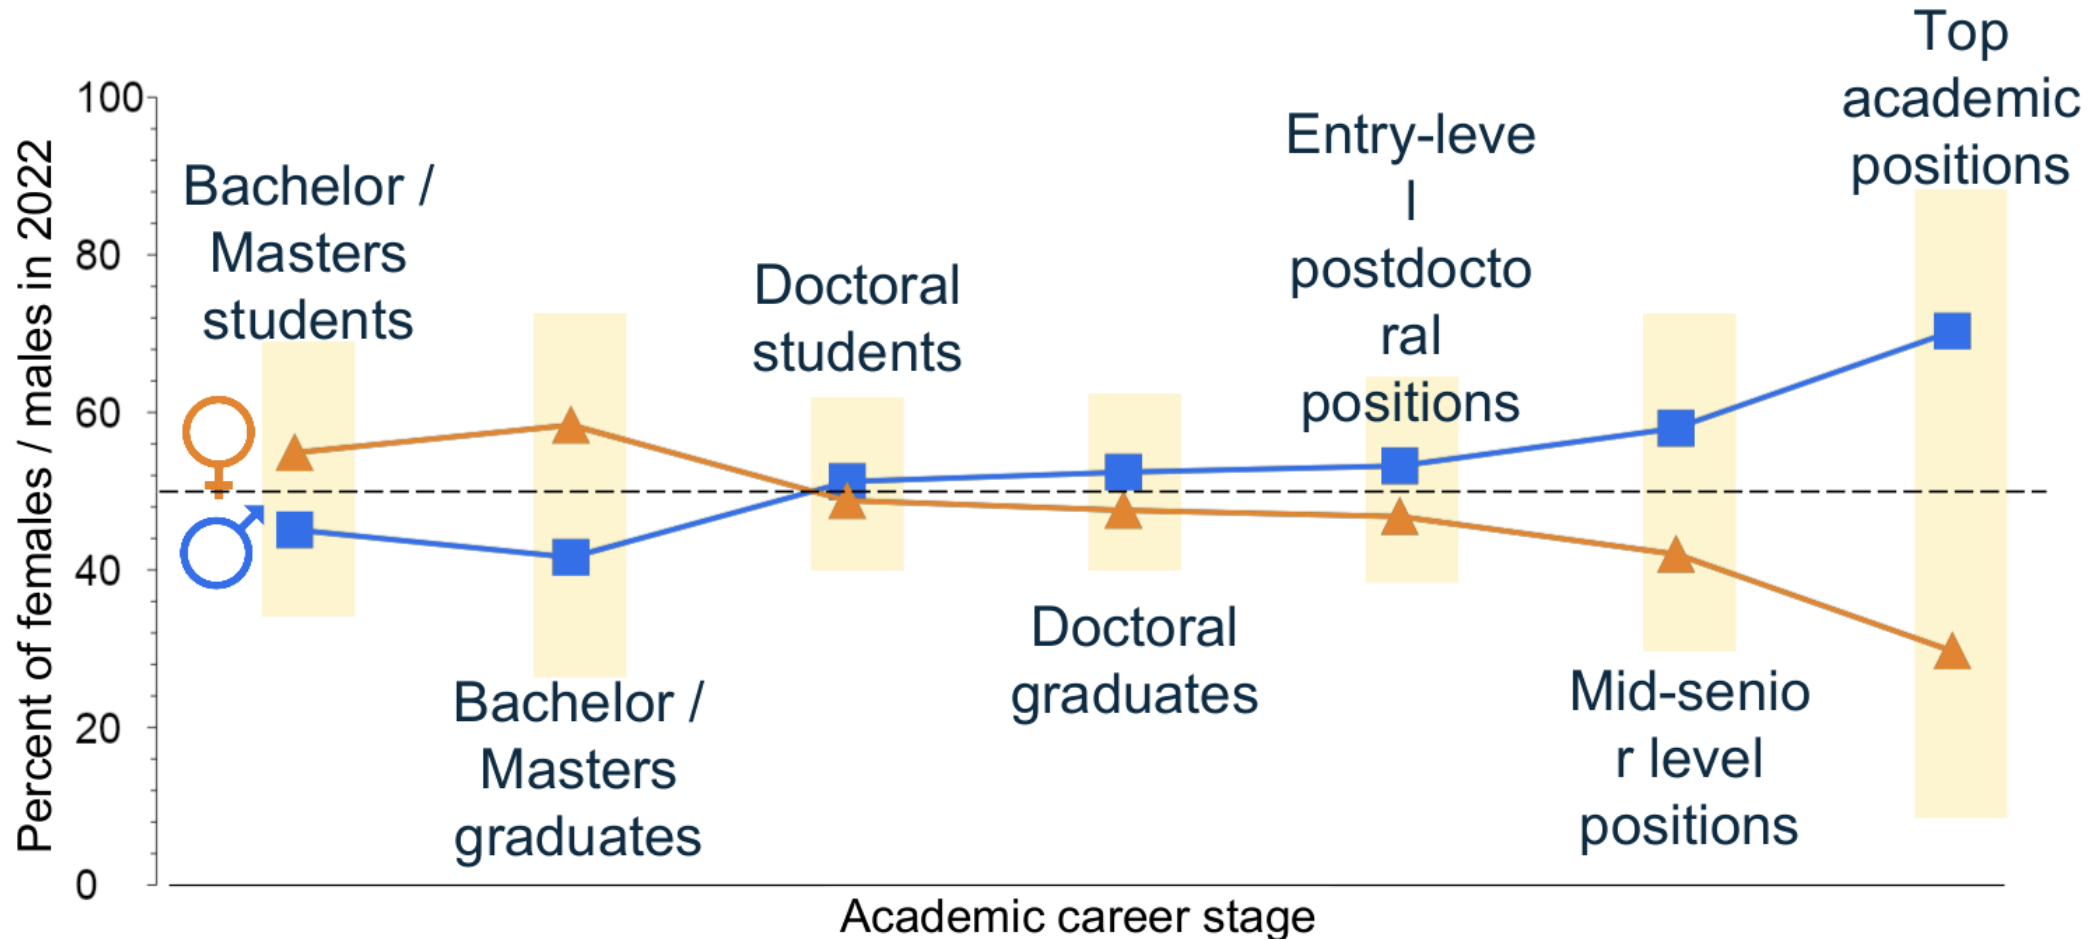 Percent of females / males in 2022
100
80
60
40
20
0
Bachelor /
Masters
students
Bachelor /
Masters
graduates
Doctoral
students
Doctoral
graduates
Entry-leve
l
postdocto
ral
positions
Mid-senio
r level
positions
Top
academic
positions
Academic career stage